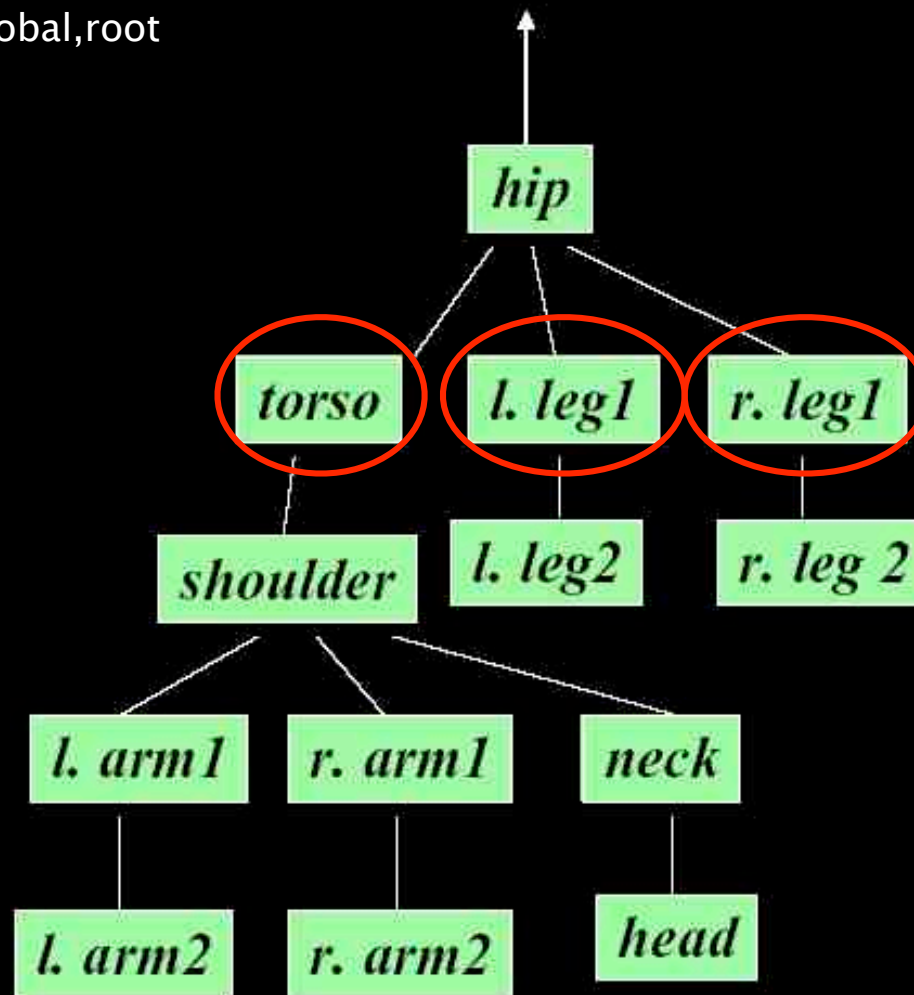 obal,root
hip
torso
l. leg1
r. leg1
shoulder
l. leg2
r. leg 2
l. arm1
r. arm1
neck
l. arm2
r. arm2
head